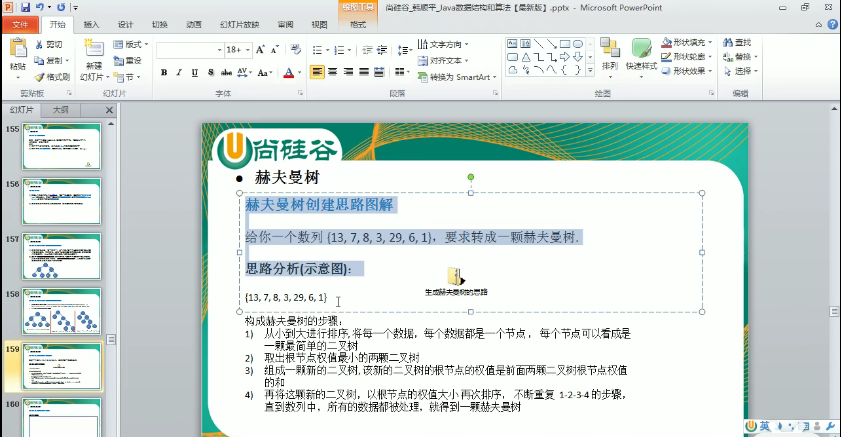 尚硅谷_韩顺平_Java数据结构和算法【最新版】.pptx - Microsoft PowerPoint
绘图工具
文件 开始 插入 设计 切换 动画 幻灯片放映 审阅 视图 格式
粘贴 剪切 复制 格式刷
新建 幻灯片 版式 重设 节
18+
B I U S abc AV Aa A
文字方向 对齐文本 转换为 SmartArt
排列 快速样式 形状填充 形状轮廓 形状效果
查找 替换 选择
剪贴板 幻灯片 字体 段落 绘图 编辑
幻灯片 大纲
155
156
157
158
159
160
尚硅谷
● 赫夫曼树
赫夫曼树创建思路图解
给你一个数列 {13, 7, 8, 3, 29, 6, 1}，要求转成一颗赫夫曼树.
思路分析(示意图)：
生成赫夫曼树的思路
{13, 7, 8, 3, 29, 6, 1}
构成赫夫曼树的步骤：
1) 从小到大进行排序, 将每一个数据，每个数据都是一个节点 ， 每个节点可以看成是
一颗最简单的二叉树
2) 取出根节点权值最小的两颗二叉树
3) 组成一颗新的二叉树, 该新的二叉树的根节点的权值是前面两颗二叉树根节点权值
的和
4) 再将这颗新的二叉树，以根节点的权值大小 再次排序， 不断重复 1-2-3-4 的步骤，
直到数列中，所有的数据都被处理，就得到一颗赫夫曼树
英